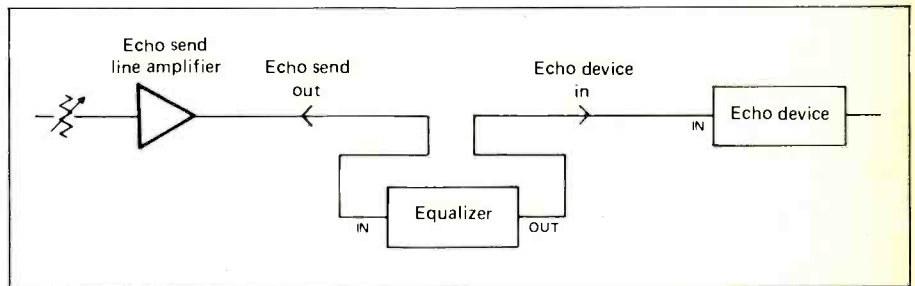 Echo send
line amplifier
Echo send
out
Echo device
in
IN
Echo device
IN
Equalizer
OUT